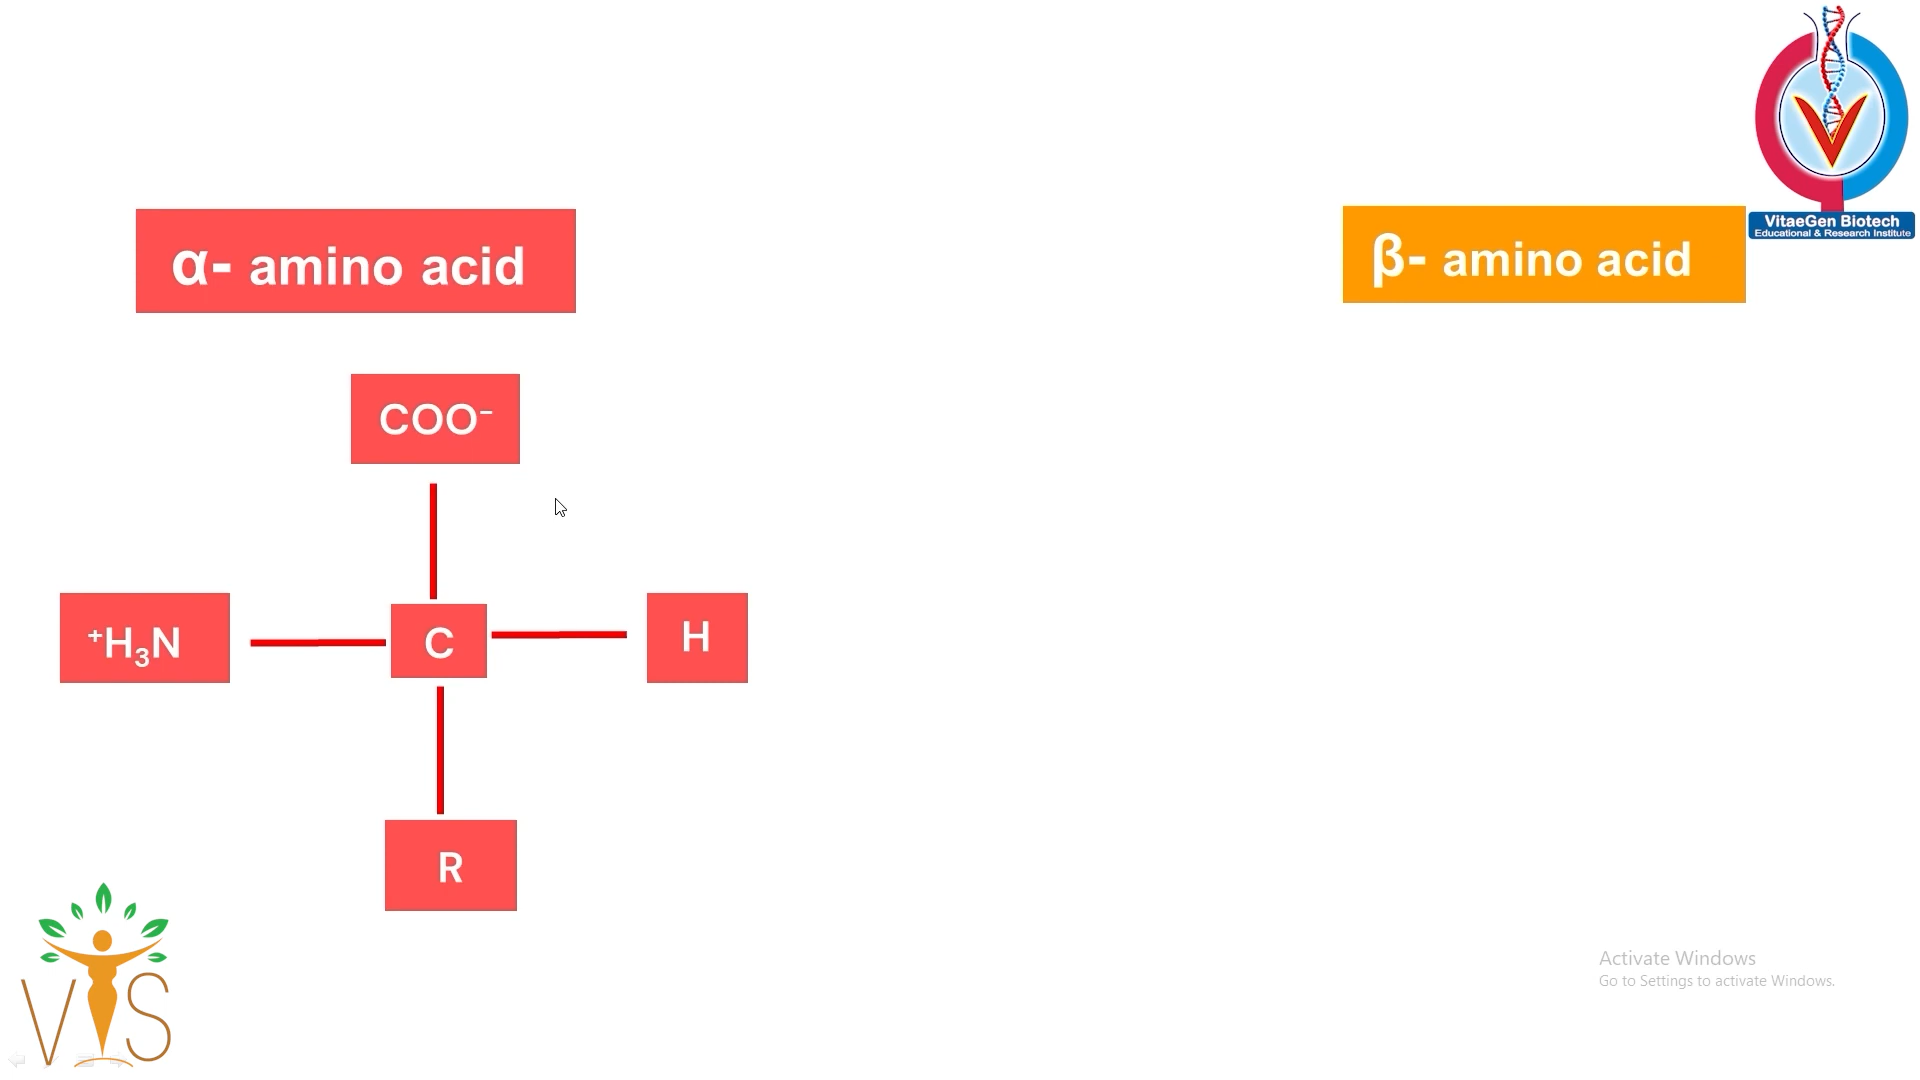 α- amino acid
β- amino acid
VitaeGen Biotech
Educational & Research Institute
COO⁻
⁺H₃N
C
H
R
VIS
Activate Windows
Go to Settings to activate Windows.